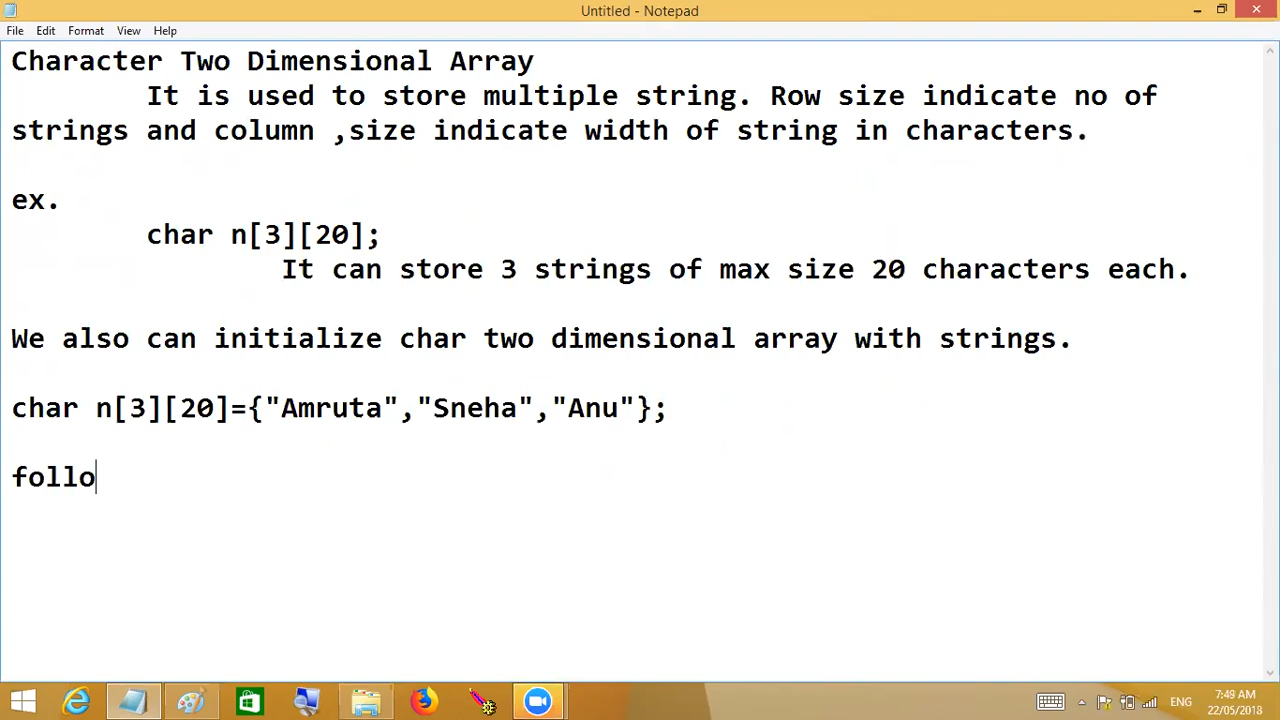 Untitled - Notepad
File Edit Format View Help
Character Two Dimensional Array
It is used to store multiple string. Row size indicate no of
strings and column ,size indicate width of string in characters.
ex.
char n[3][20];
It can store 3 strings of max size 20 characters each.
We also can initialize char two dimensional array with strings.
char n[3][20]={"Amruta","Sneha","Anu"};
follo
ENG
7:49 AM
22/05/2018